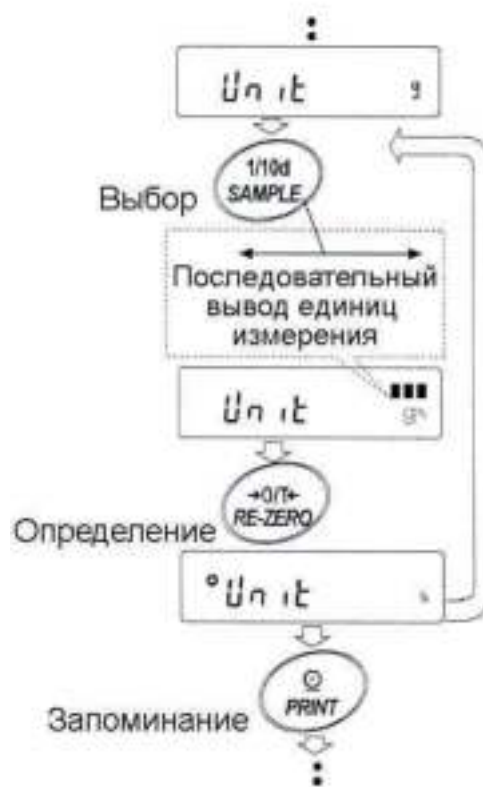 Unit g
1/10d
SAMPLE
Выбор
Последовательный
вывод единиц
измерения
Unit
→0/T←
RE-ZERO
Определение
Unit
PRINT
Запоминание